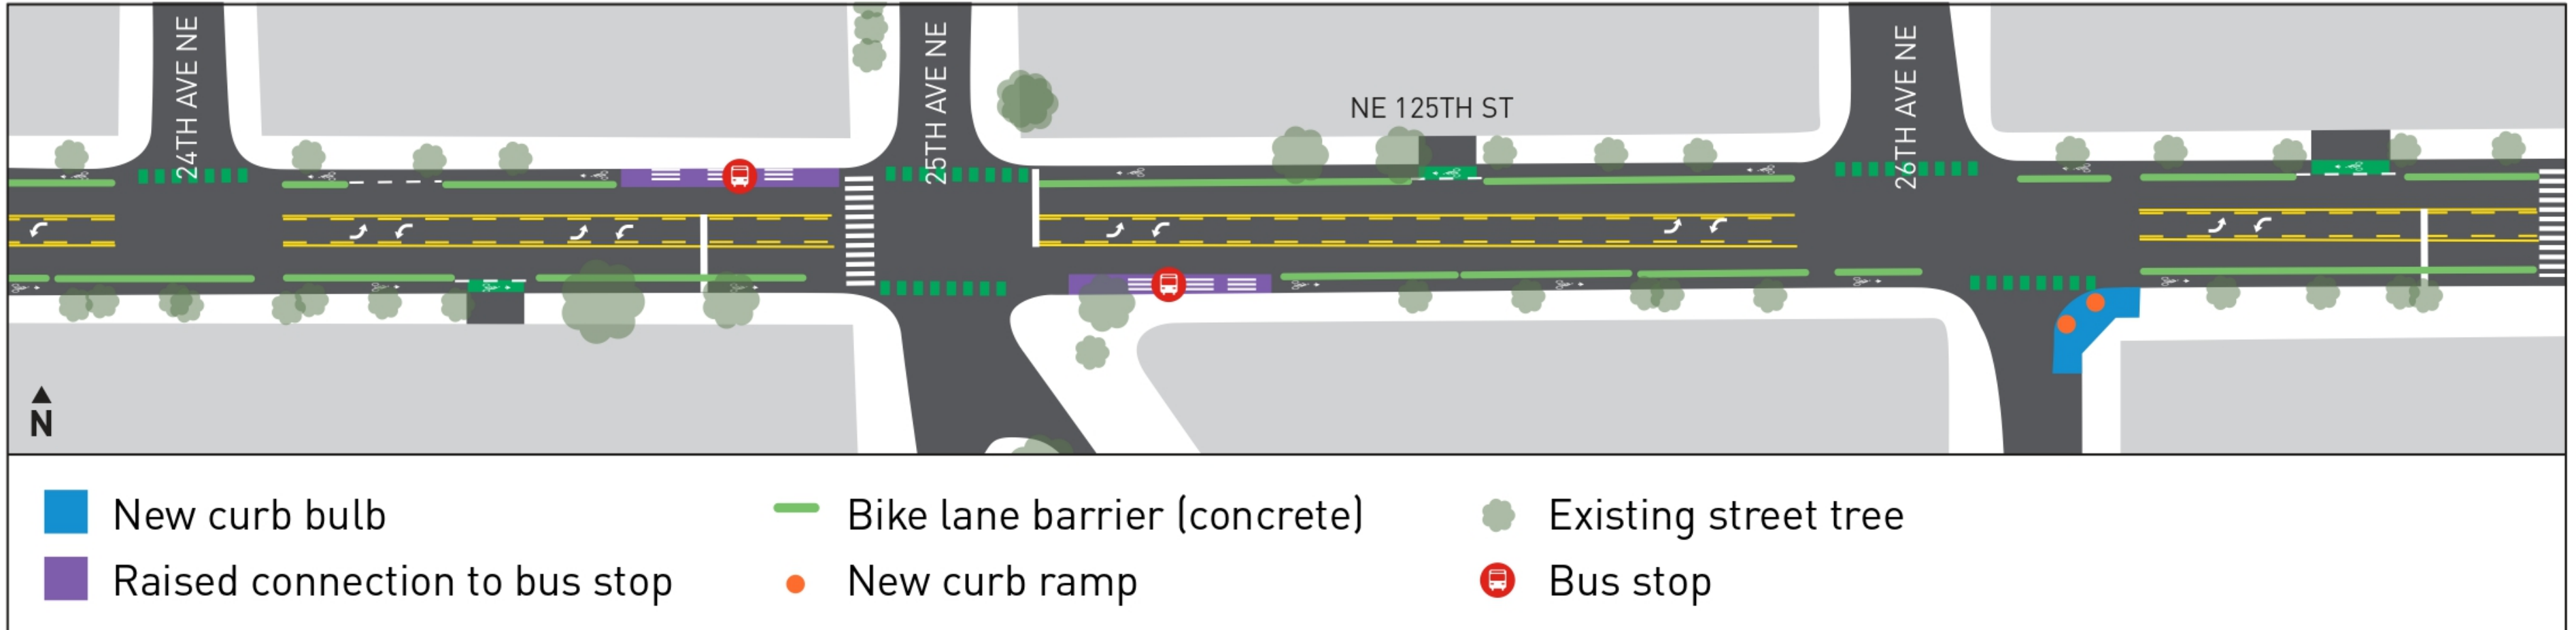 24TH AVE NE
25TH AVE NE
NE 125TH ST
26TH AVE NE
N
New curb bulb
Bike lane barrier (concrete)
Existing street tree
Raised connection to bus stop
New curb ramp
Bus stop